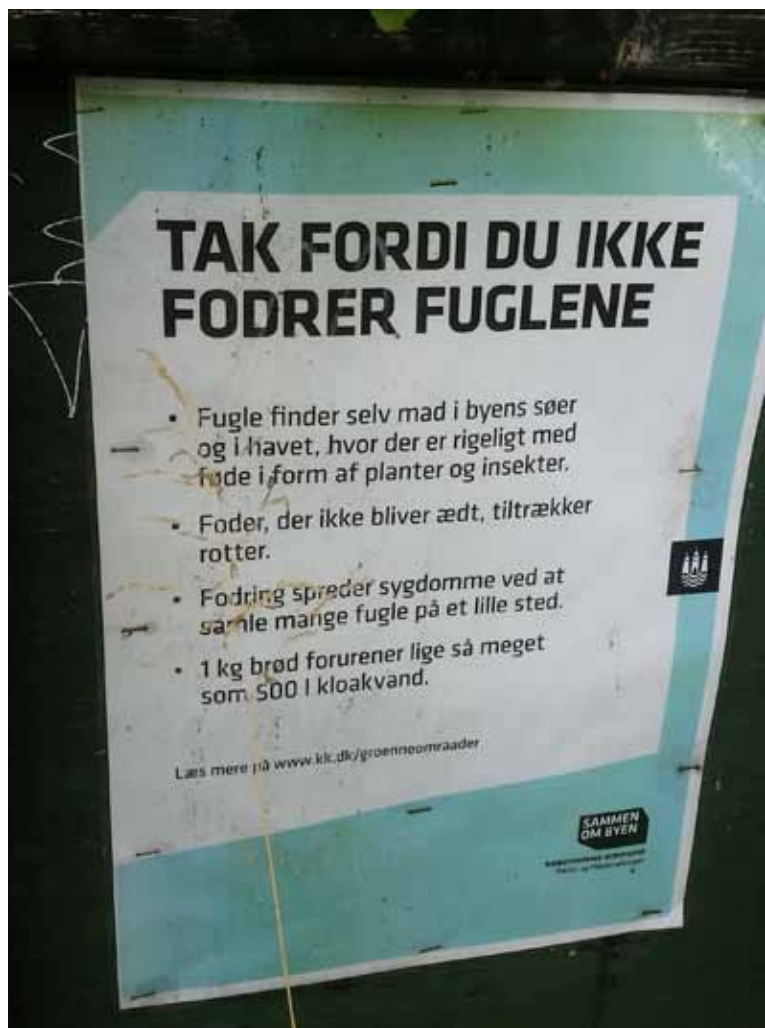 TAK FORDI DU IKKE
FODRER FUGLENE
• Fugle finder selv mad i byens søer
og i havet, hvor der er rigeligt med
føde i form af planter og insekter.
• Foder, der ikke bliver ædt, tiltrækker
rotter.
• Fodring spreder sygdomme ved at
samle mange fugle på et lille sted.
• 1 kg brød forurener lige så meget
som 500 l kloakvand.
Læs mere på www.kk.dk/groenneomraader
SAMMEN
OM BYEN